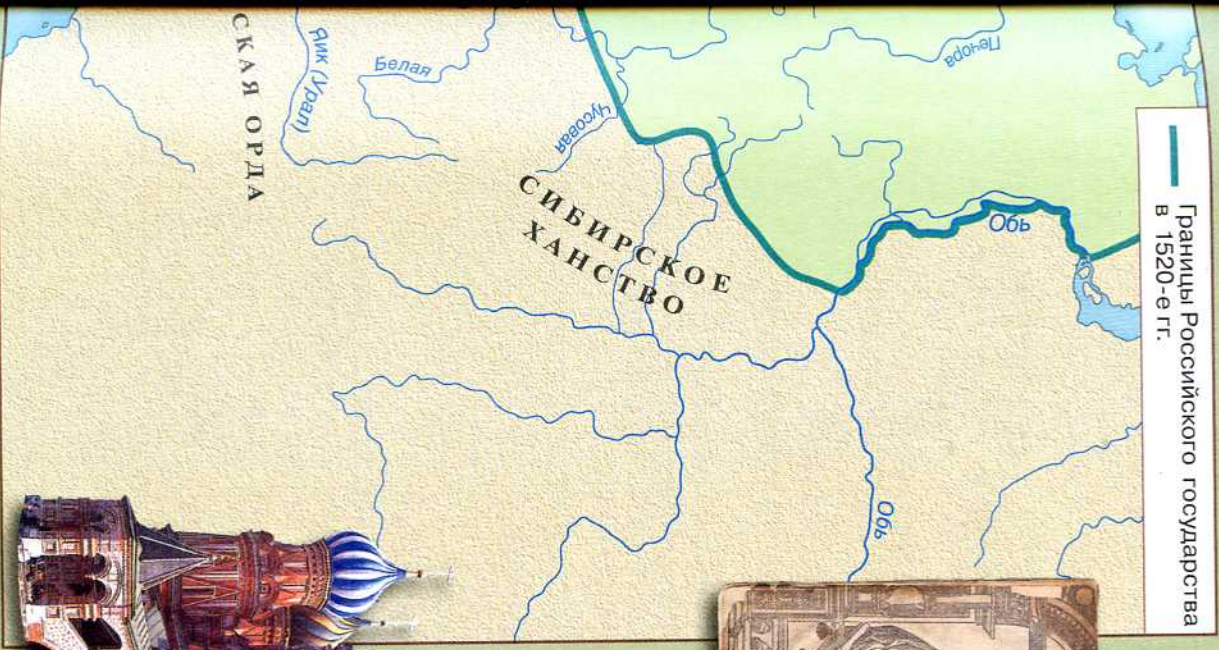 Границы Российского государства
в 1520-е гг.
Печора
Обь
Обь
Чусовая
Белая
Яик (Урал)
СИБИРСКОЕ
ХАНСТВО
СКАЯ ОРДА